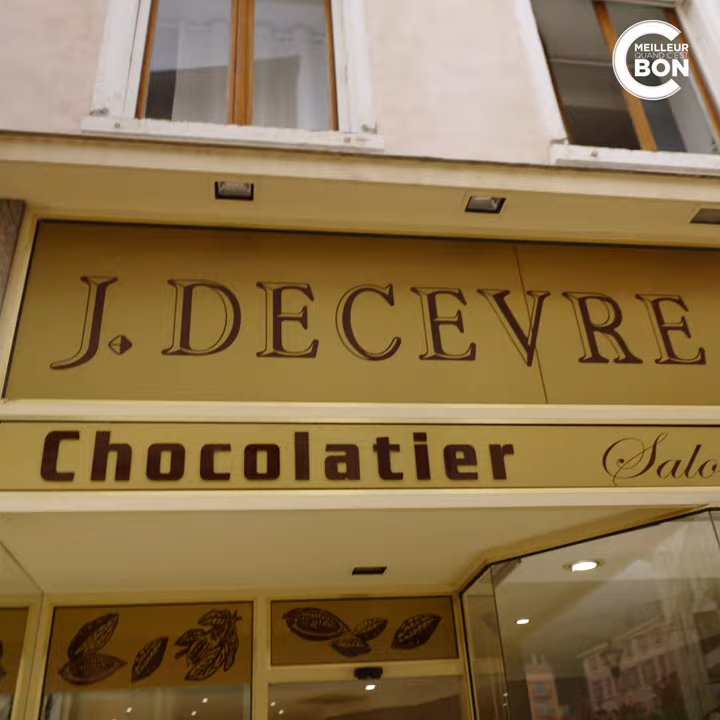 MEILLEUR
QUAND C'EST
BON
J. DECEVRE
Chocolatier